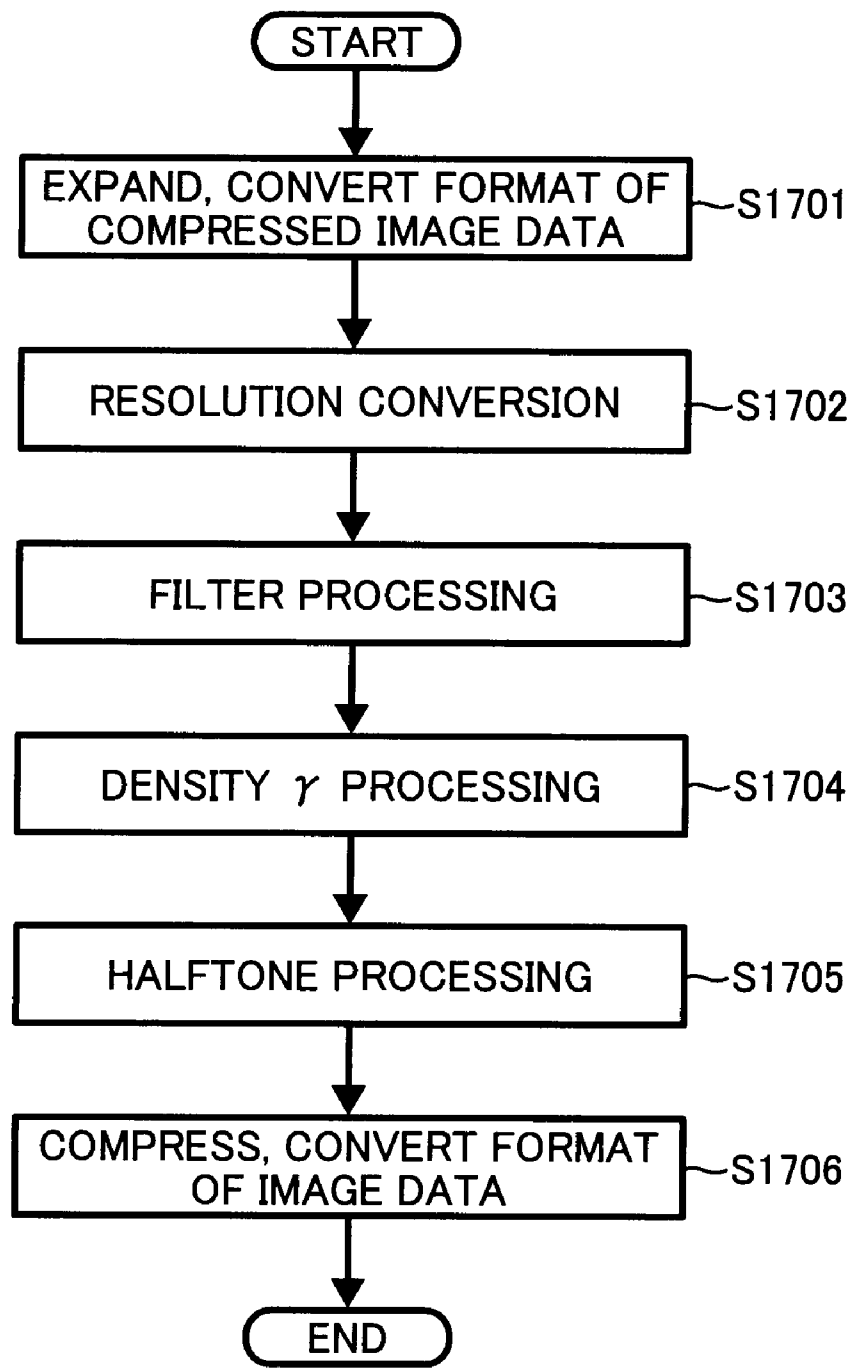 START
EXPAND, CONVERT FORMAT OF
COMPRESSED IMAGE DATA
S1701
RESOLUTION CONVERSION
S1702
FILTER PROCESSING
S1703
DENSITY γ PROCESSING
S1704
HALFTONE PROCESSING
S1705
COMPRESS, CONVERT FORMAT
OF IMAGE DATA
S1706
END